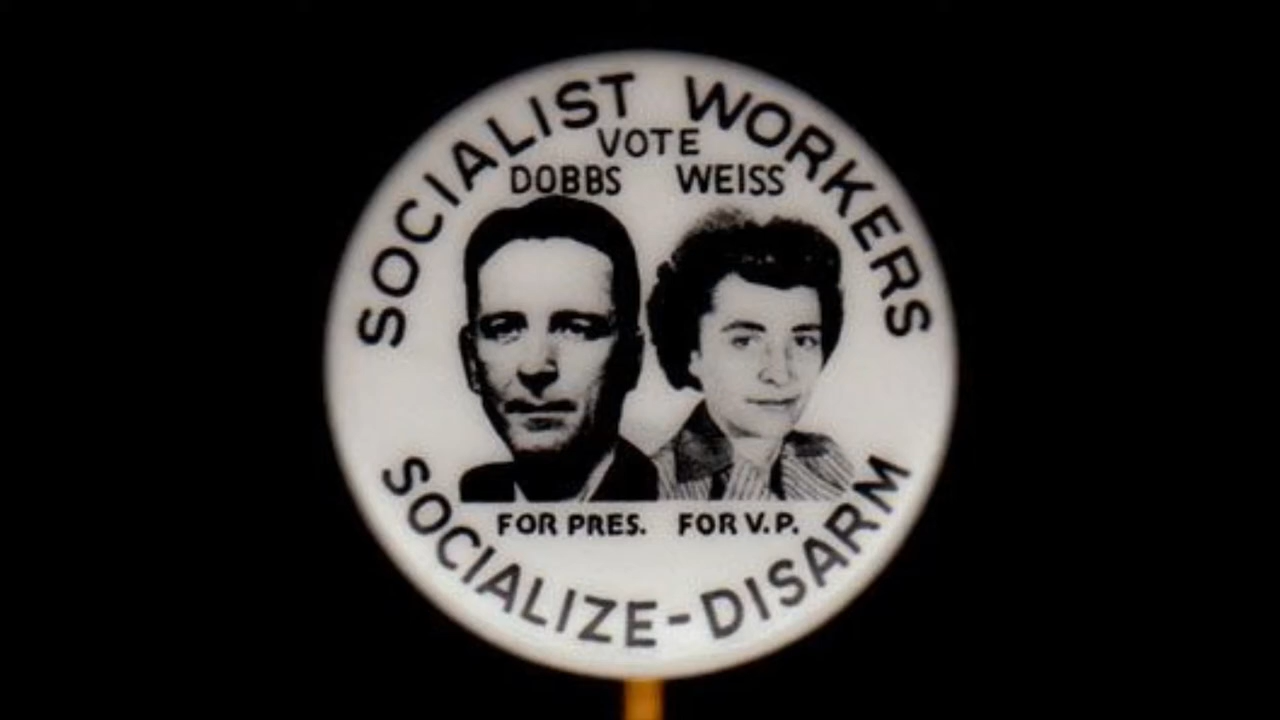 SOCIALIST WORKERS
VOTE
DOBBS WEISS
FOR PRES. FOR V.P.
SOCIALIZE-DISARM